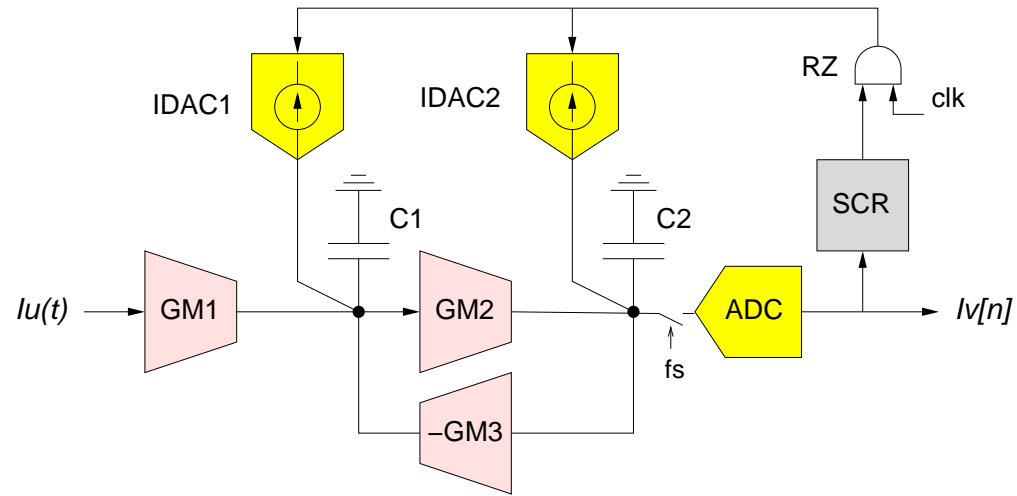 RZ
IDAC1
IDAC2
clk
SCR
C1
C2
Iu(t)
GM1
GM2
ADC
Iv[n]
fs
−GM3